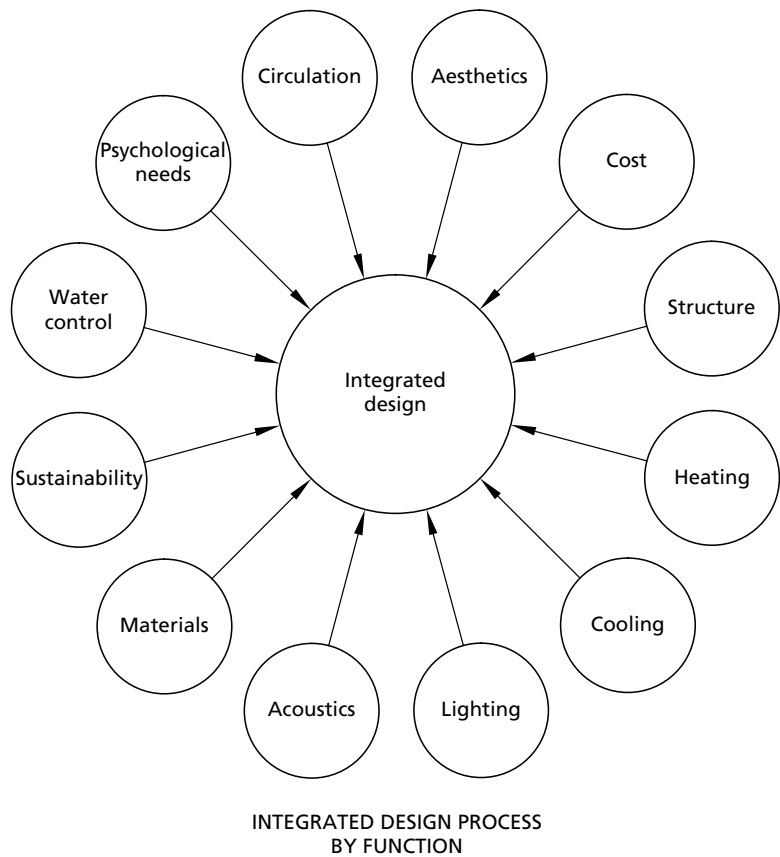 Circulation
Aesthetics
Psychological
needs
Cost
Water
control
Structure
Integrated
design
Sustainability
Heating
Materials
Cooling
Acoustics
Lighting
INTEGRATED DESIGN PROCESS
BY FUNCTION